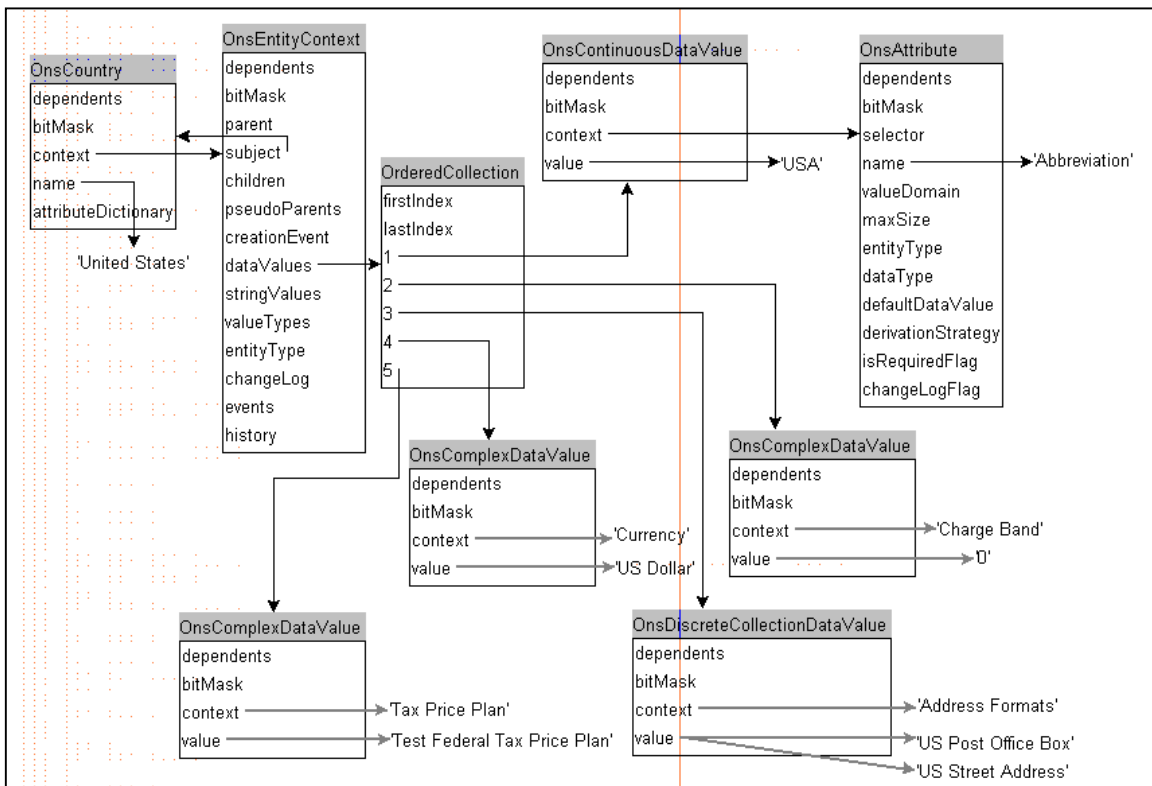 OnsCountry
dependents
bitMask
context
name
attributeDictionary
'United States'
OnsEntityContext
dependents
bitMask
parent
subject
children
pseudoParents
creationEvent
dataValues
stringValues
valueTypes
entityType
changeLog
events
history
OrderedCollection
firstIndex
lastIndex
1
2
3
4
5
OnsContinuousDataValue
dependents
bitMask
context
value
'USA'
OnsAttribute
dependents
bitMask
selector
name
'Abbreviation'
valueDomain
maxSize
entityType
dataType
defaultDataValue
derivationStrategy
isRequiredFlag
changeLogFlag
OnsComplexDataValue
dependents
bitMask
context
'Currency'
value
'US Dollar'
OnsComplexDataValue
dependents
bitMask
context
'Charge Band'
value
'0'
OnsComplexDataValue
dependents
bitMask
context
'Tax Price Plan'
value
'Test Federal Tax Price Plan'
OnsDiscreteCollectionDataValue
dependents
bitMask
context
'Address Formats'
value
'US Post Office Box'
'US Street Address'